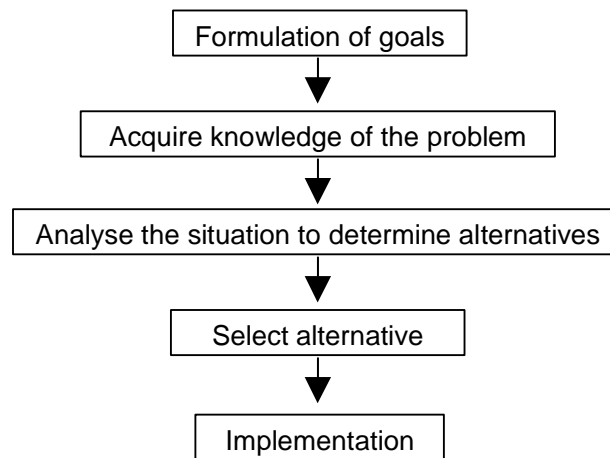 Formulation of goals
Acquire knowledge of the problem
Analyse the situation to determine alternatives
Select alternative
Implementation